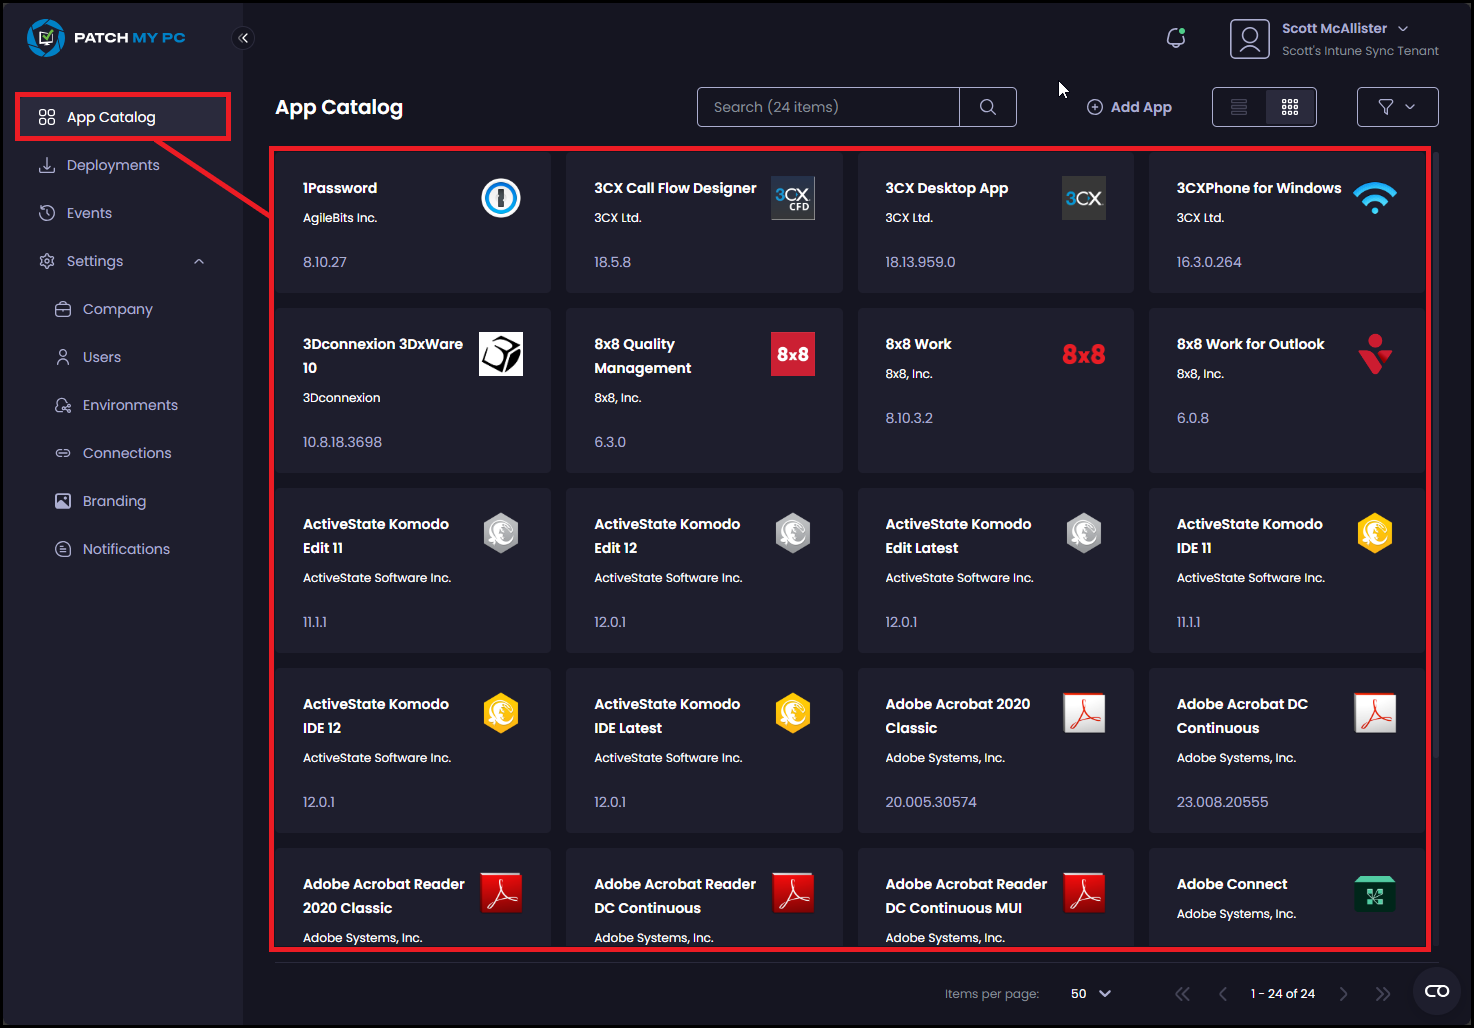 PATCH MY PC
Scott McAllister
Scott's Intune Sync Tenant
App Catalog
Deployments
Events
Settings
Company
Users
Environments
Connections
Branding
Notifications
App Catalog
Search (24 items)
Add App
1Password
AgileBits Inc.
8.10.27
3CX Call Flow Designer
3CX Ltd.
18.5.8
3CX
CFD
3CX Desktop App
3CX Ltd.
18.13.959.0
3CX
3CXPhone for Windows
3CX Ltd.
16.3.0.264
3Dconnexion 3DxWare
10
3Dconnexion
10.8.18.3698
8x8 Quality
Management
8x8, Inc.
6.3.0
8x8
8x8 Work
8x8, Inc.
8.10.3.2
8x8
8x8 Work for Outlook
8x8, Inc.
6.0.8
ActiveState Komodo
Edit 11
ActiveState Software Inc.
11.1.1
ActiveState Komodo
Edit 12
ActiveState Software Inc.
12.0.1
ActiveState Komodo
Edit Latest
ActiveState Software Inc.
12.0.1
ActiveState Komodo
IDE 11
ActiveState Software Inc.
11.1.1
ActiveState Komodo
IDE 12
ActiveState Software Inc.
12.0.1
ActiveState Komodo
IDE Latest
ActiveState Software Inc.
12.0.1
Adobe Acrobat 2020
Classic
Adobe Systems, Inc.
20.005.30574
Adobe Acrobat DC
Continuous
Adobe Systems, Inc.
23.008.20555
Adobe Acrobat Reader
2020 Classic
Adobe Systems, Inc.
Adobe Acrobat Reader
DC Continuous
Adobe Systems, Inc.
Adobe Acrobat Reader
DC Continuous MUI
Adobe Systems, Inc.
Adobe Connect
Adobe Systems, Inc.
Items per page: 50
1 - 24 of 24